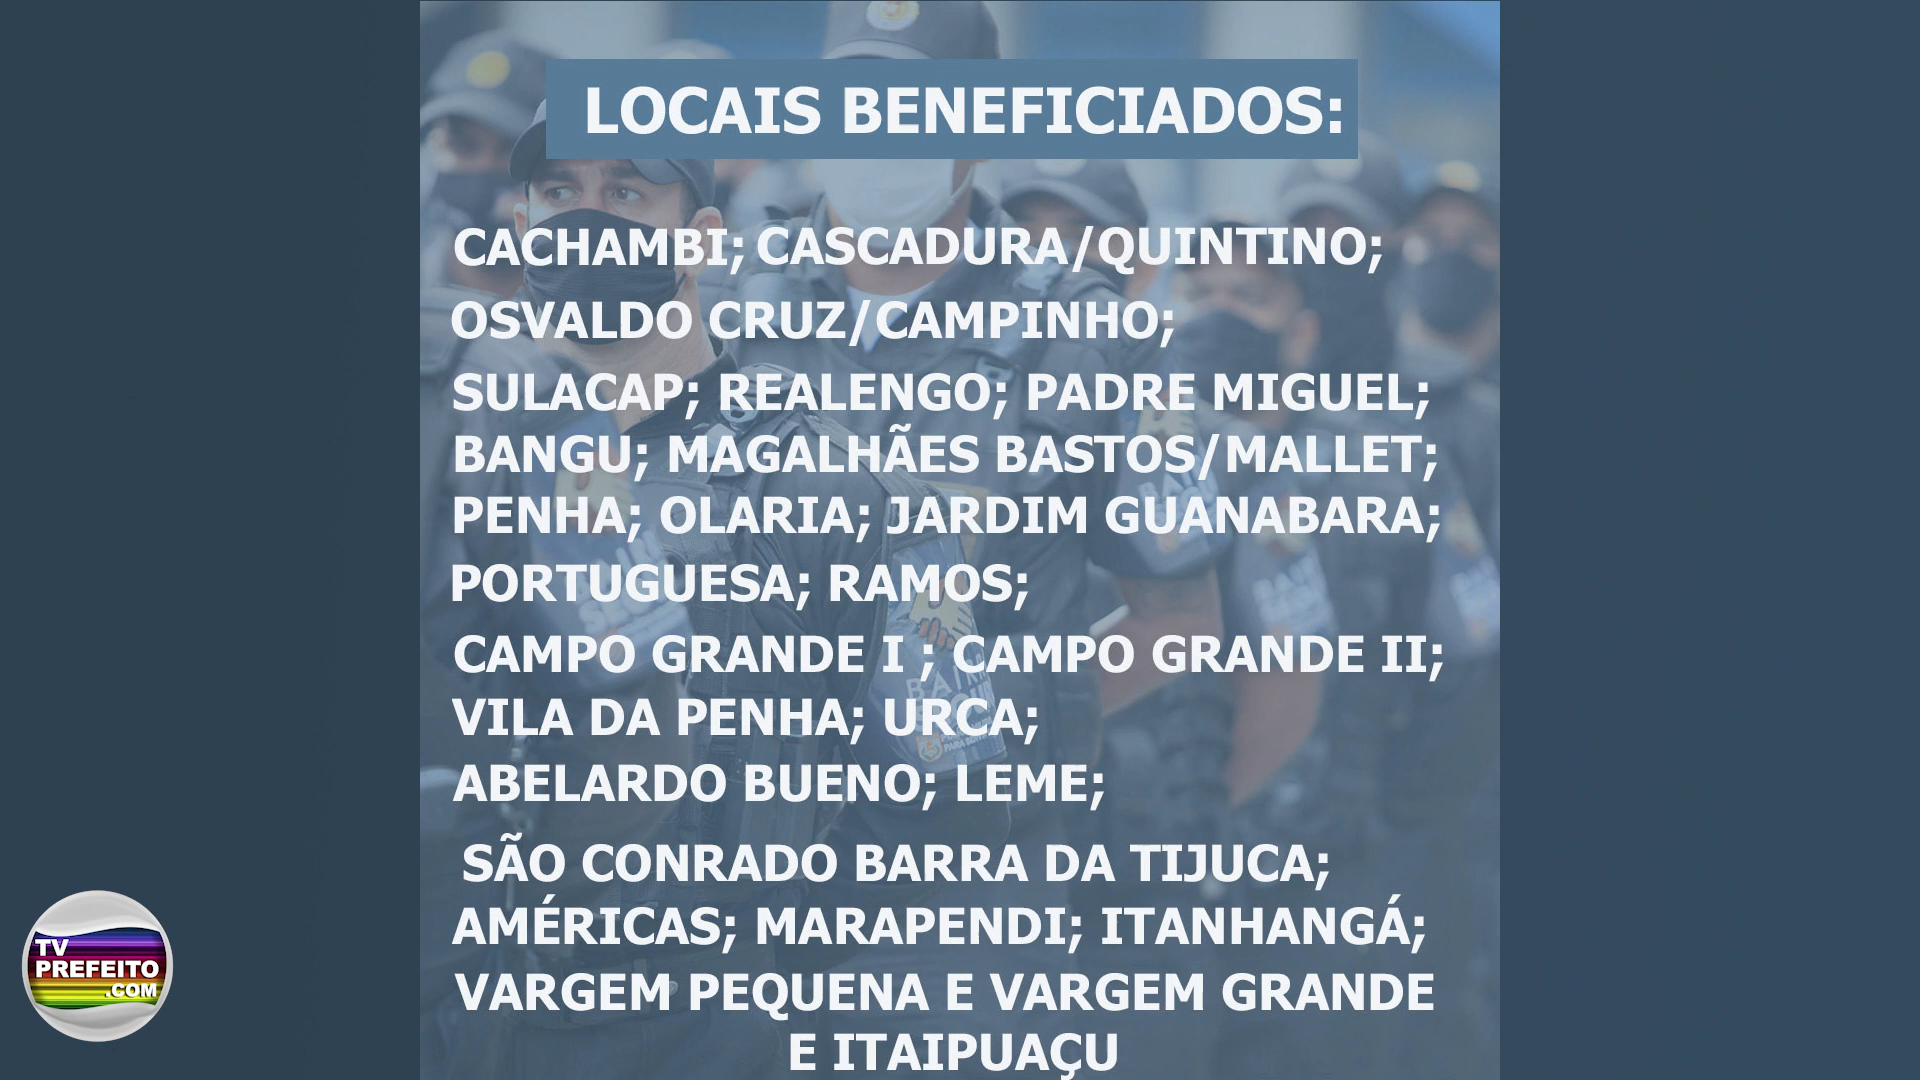 LOCAIS BENEFICIADOS:
CACHAMBI; CASCADURA/QUINTINO;
OSVALDO CRUZ/CAMPINHO;
SULACAP; REALENGO; PADRE MIGUEL;
BANGU; MAGALHÃES BASTOS/MALLET;
PENHA; OLARIA; JARDIM GUANABARA;
PORTUGUESA; RAMOS;
CAMPO GRANDE I ; CAMPO GRANDE II;
VILA DA PENHA; URCA;
ABELARDO BUENO; LEME;
SÃO CONRADO BARRA DA TIJUCA;
AMÉRICAS; MARAPENDI; ITANHANGÁ;
VARGEM PEQUENA E VARGEM GRANDE
E ITAIPUAÇU
TV
PREFEITO
.COM